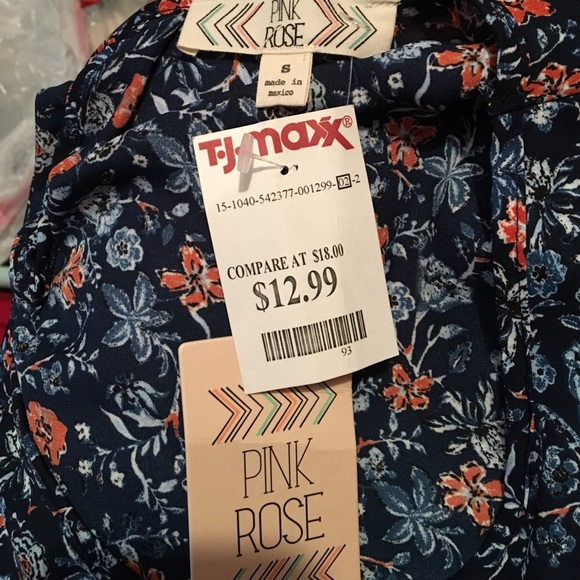 PINK
ROSE
S
made in
mexico
T·J·maxx®
15-1040-542377-001299-02-2
COMPARE AT $18.00
$12.99
93
PINK
ROSE